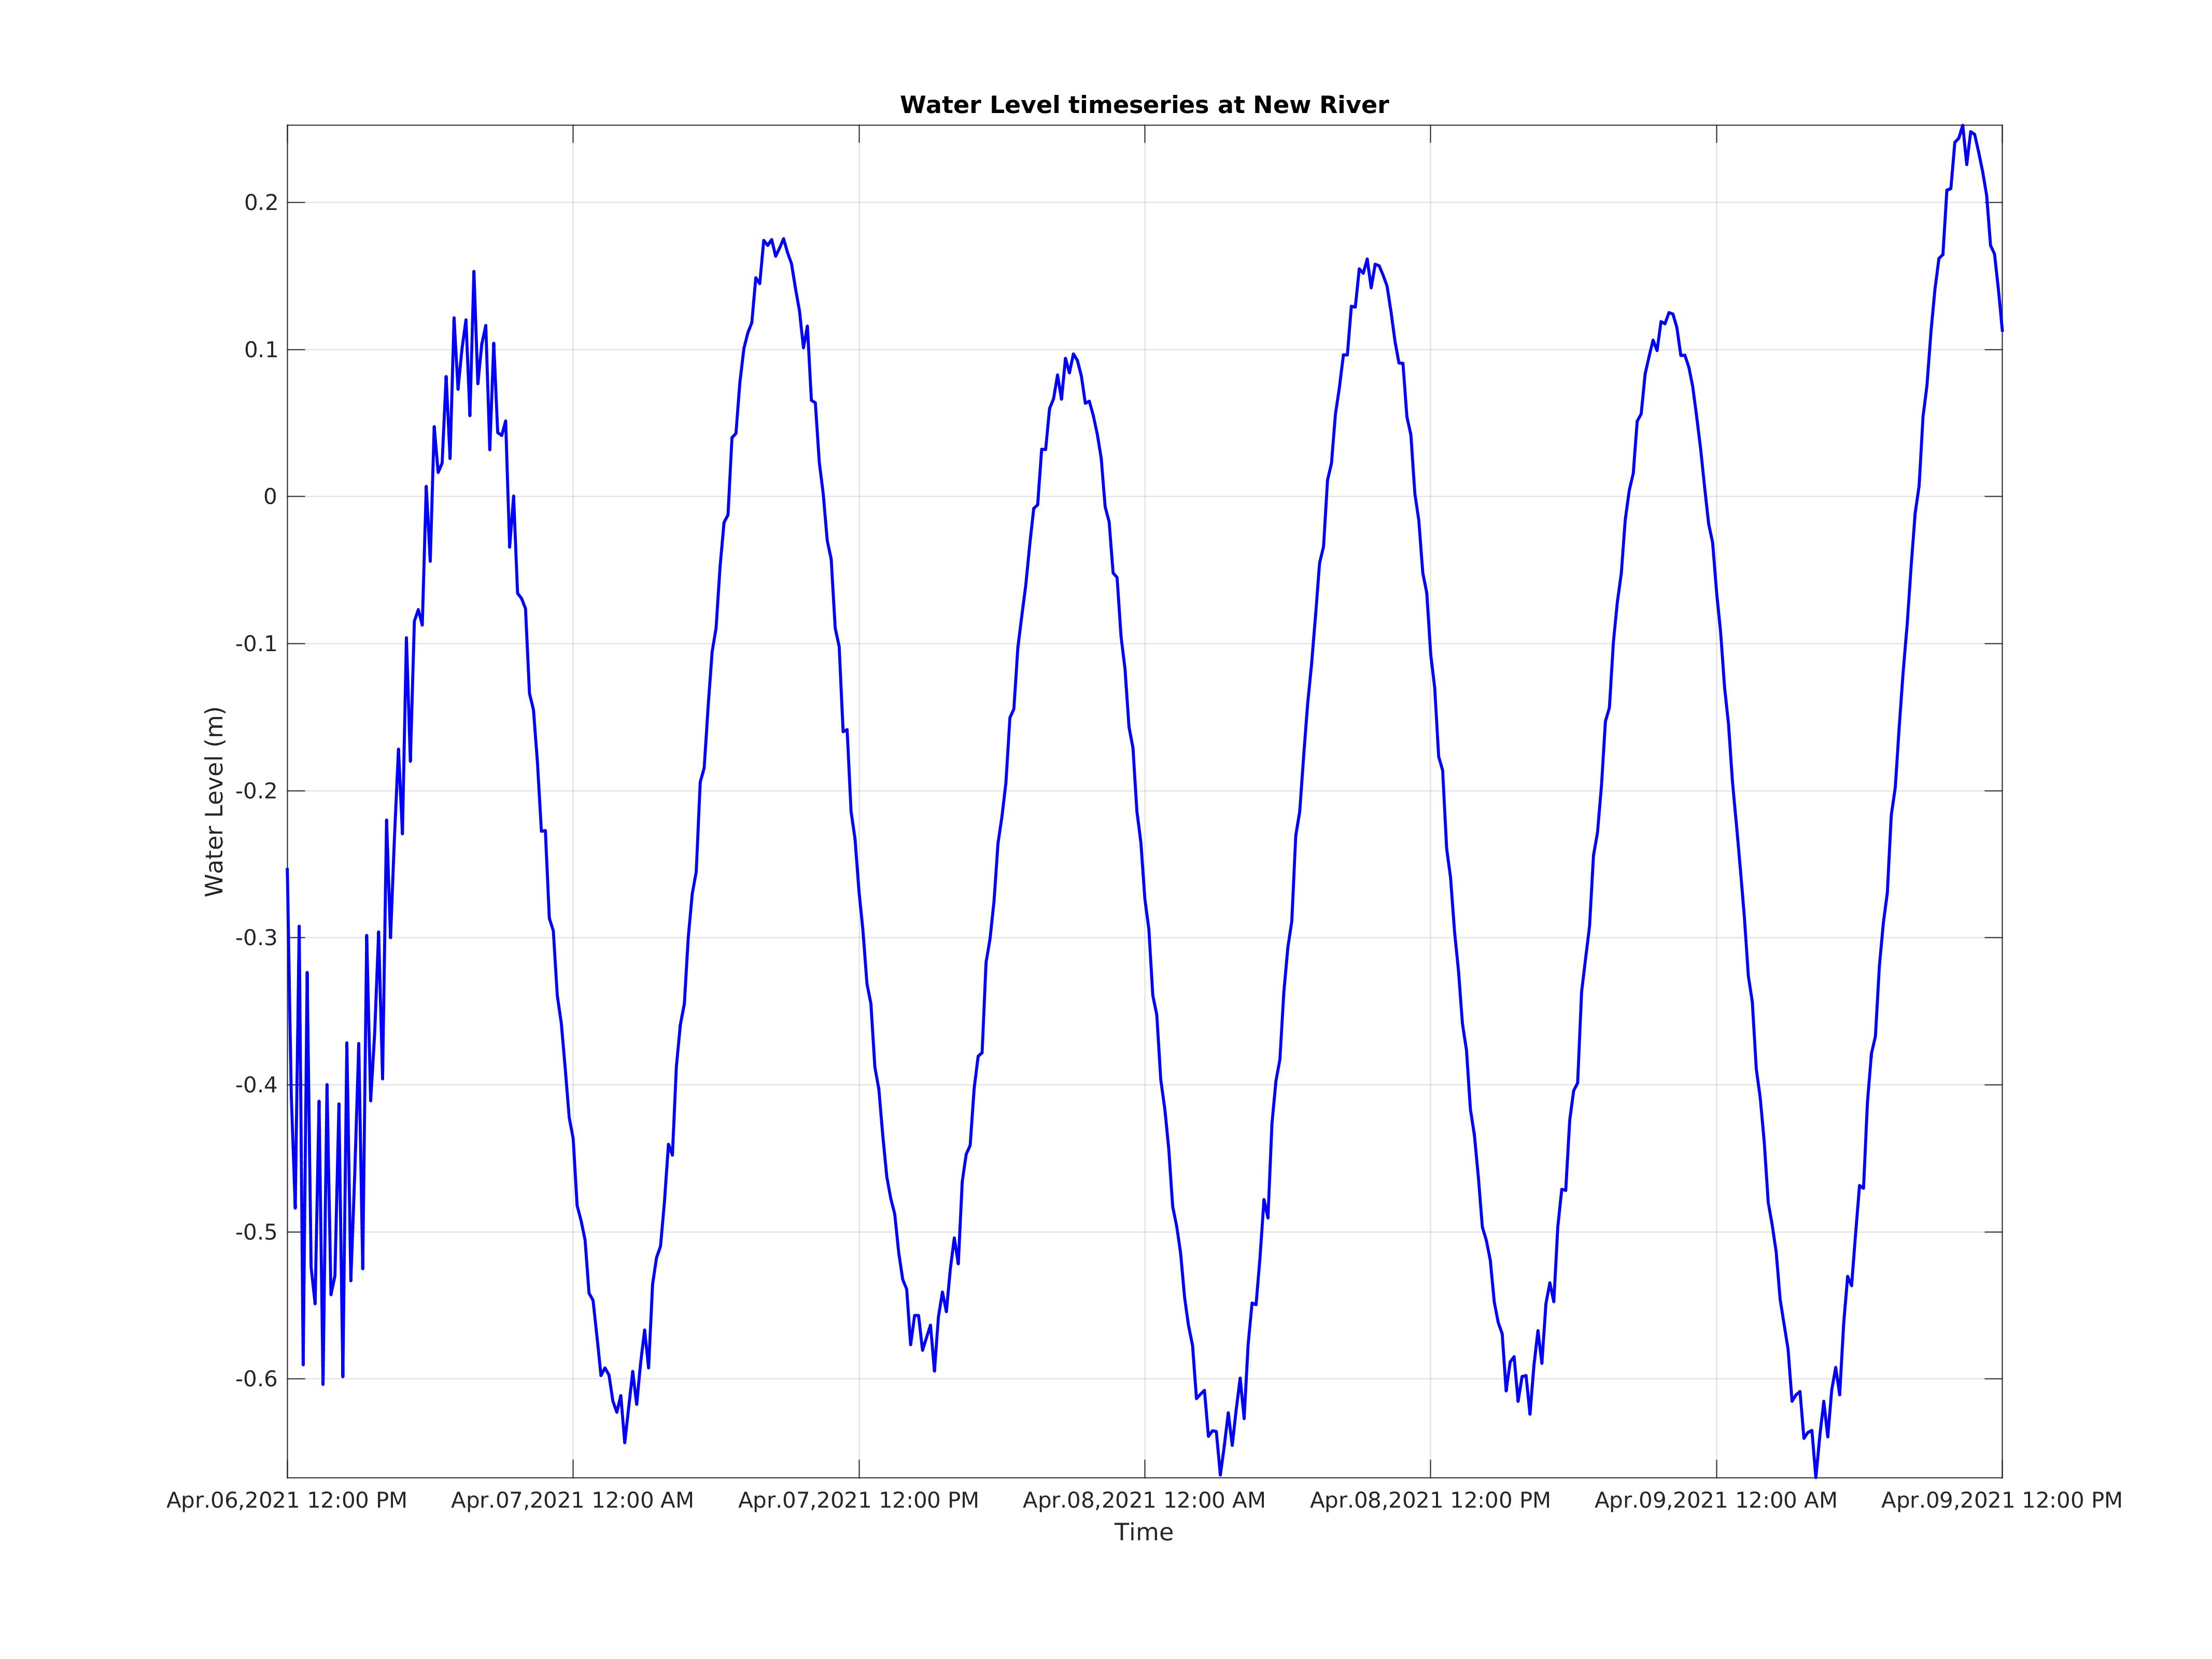 Water Level timeseries at New River
0.2
0.1
0
-0.1
-0.2
-0.3
-0.4
-0.5
-0.6
Water Level (m)
Apr.06,2021 12:00 PM Apr.07,2021 12:00 AM Apr.07,2021 12:00 PM Apr.08,2021 12:00 AM Apr.08,2021 12:00 PM Apr.09,2021 12:00 AM Apr.09,2021 12:00 PM
Time